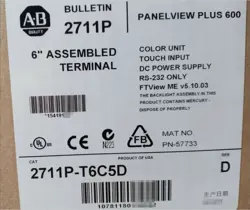 AB
BULLETIN
2711P
PANELVIEW PLUS 600
6" ASSEMBLED
TERMINAL
COLOR UNIT
TOUCH INPUT
DC POWER SUPPLY
RS-232 ONLY
FTView ME v5.10.03
THE BACKLIGHT ASSEMBLY IN THIS
PRODUCT CONTAINS MERCURY -
DISPOSE OF PROPERLY
CE
N223
MAT NO.
PN-57733
CAT
2711P-T6C5D
SER
D